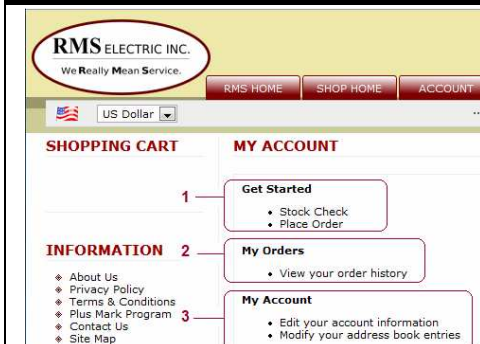 RMS ELECTRIC INC.
We Really Mean Service.
RMS HOME
SHOP HOME
ACCOUNT
US Dollar
SHOPPING CART
MY ACCOUNT
1
Get Started
• Stock Check
• Place Order
INFORMATION
About Us
Privacy Policy
Terms & Conditions
Plus Mark Program
Contact Us
Site Map
2
My Orders
• View your order history
3
My Account
• Edit your account information
• Modify your address book entries